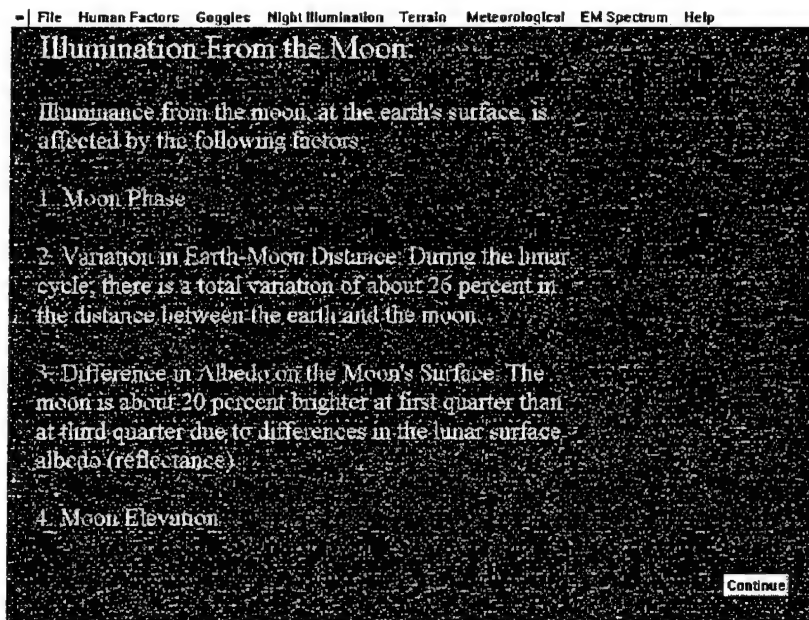 File Human Factors Goggles Night Illumination Terrain Meteorological EM Spectrum Help
Illumination From the Moon:
Illuminance from the moon, at the earth's surface, is
affected by the following factors:
1. Moon Phase
2. Variation in Earth-Moon Distance: During the lunar
cycle, there is a total variation of about 26 percent in
the distance between the earth and the moon.
3. Difference in Albedo on the Moon's Surface: The
moon is about 20 percent brighter at first quarter than
at third quarter due to differences in the lunar surface
albedo (reflectance).
4. Moon Elevation
Continue